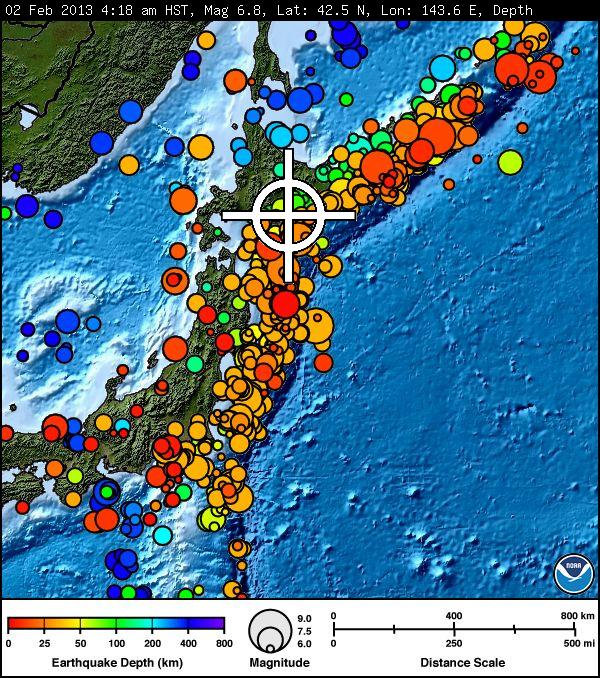 02 Feb 2013 4:18 am HST, Mag 6.8, Lat: 42.5 N, Lon: 143.6 E, Depth
NOAA
0 25 50 100 200 400 800
Earthquake Depth (km)
9.0
7.5
6.0
Magnitude
0 400 800 km
0 250 500 mi
Distance Scale